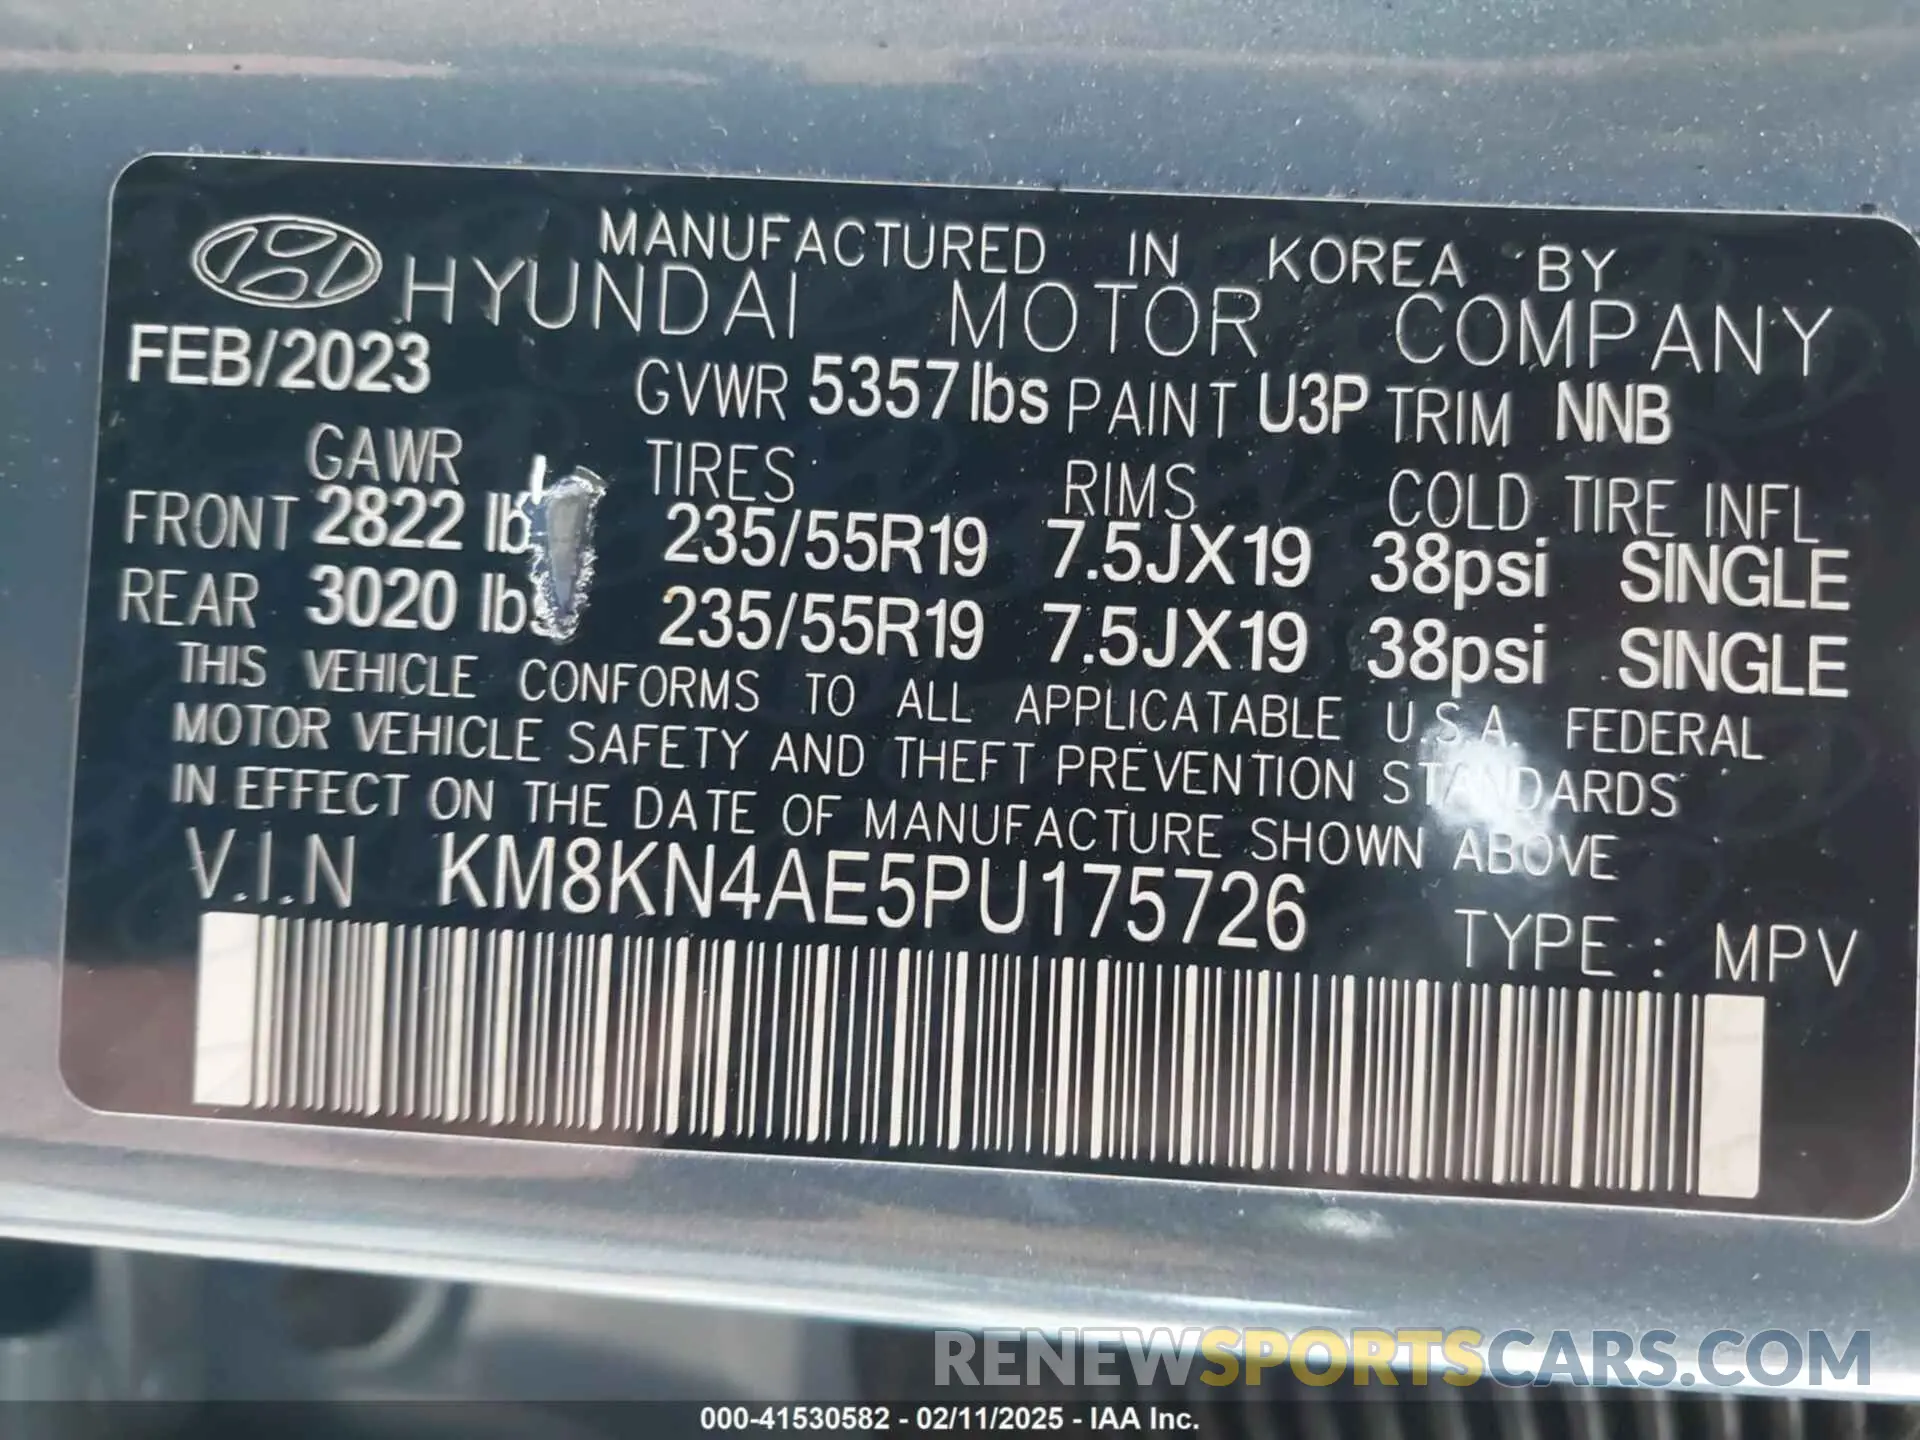 MANUFACTURED IN KOREA BY
HYUNDAI MOTOR COMPANY
FEB/2023 GVWR 5357 lbs PAINT U3P TRIM NNB
GAWR TIRES RIMS COLD TIRE INFL
FRONT 2822 lb 235/55R19 7.5JX19 38psi SINGLE
REAR 3020 lbs 235/55R19 7.5JX19 38psi SINGLE
THIS VEHICLE CONFORMS TO ALL APPLICATABLE U.S.A. FEDERAL
MOTOR VEHICLE SAFETY AND THEFT PREVENTION STANDARDS
IN EFFECT ON THE DATE OF MANUFACTURE SHOWN ABOVE
V.I.N KM8KN4AE5PU175726
TYPE : MPV
RENEWSPORTSCARS.COM
000-41530582 - 02/11/2025 - IAA Inc.